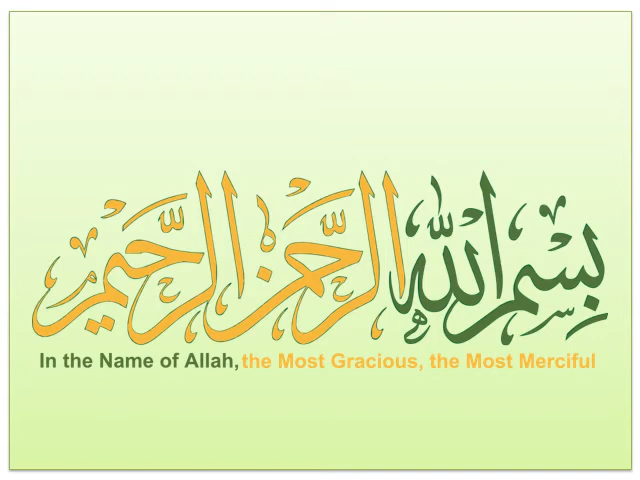 بسم الله الرحمن الرحيم
In the Name of Allah, the Most Gracious, the Most Merciful